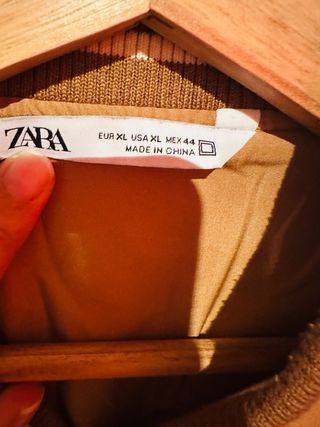 ZARA
EUR XL USA XL MEX 44
MADE IN CHINA